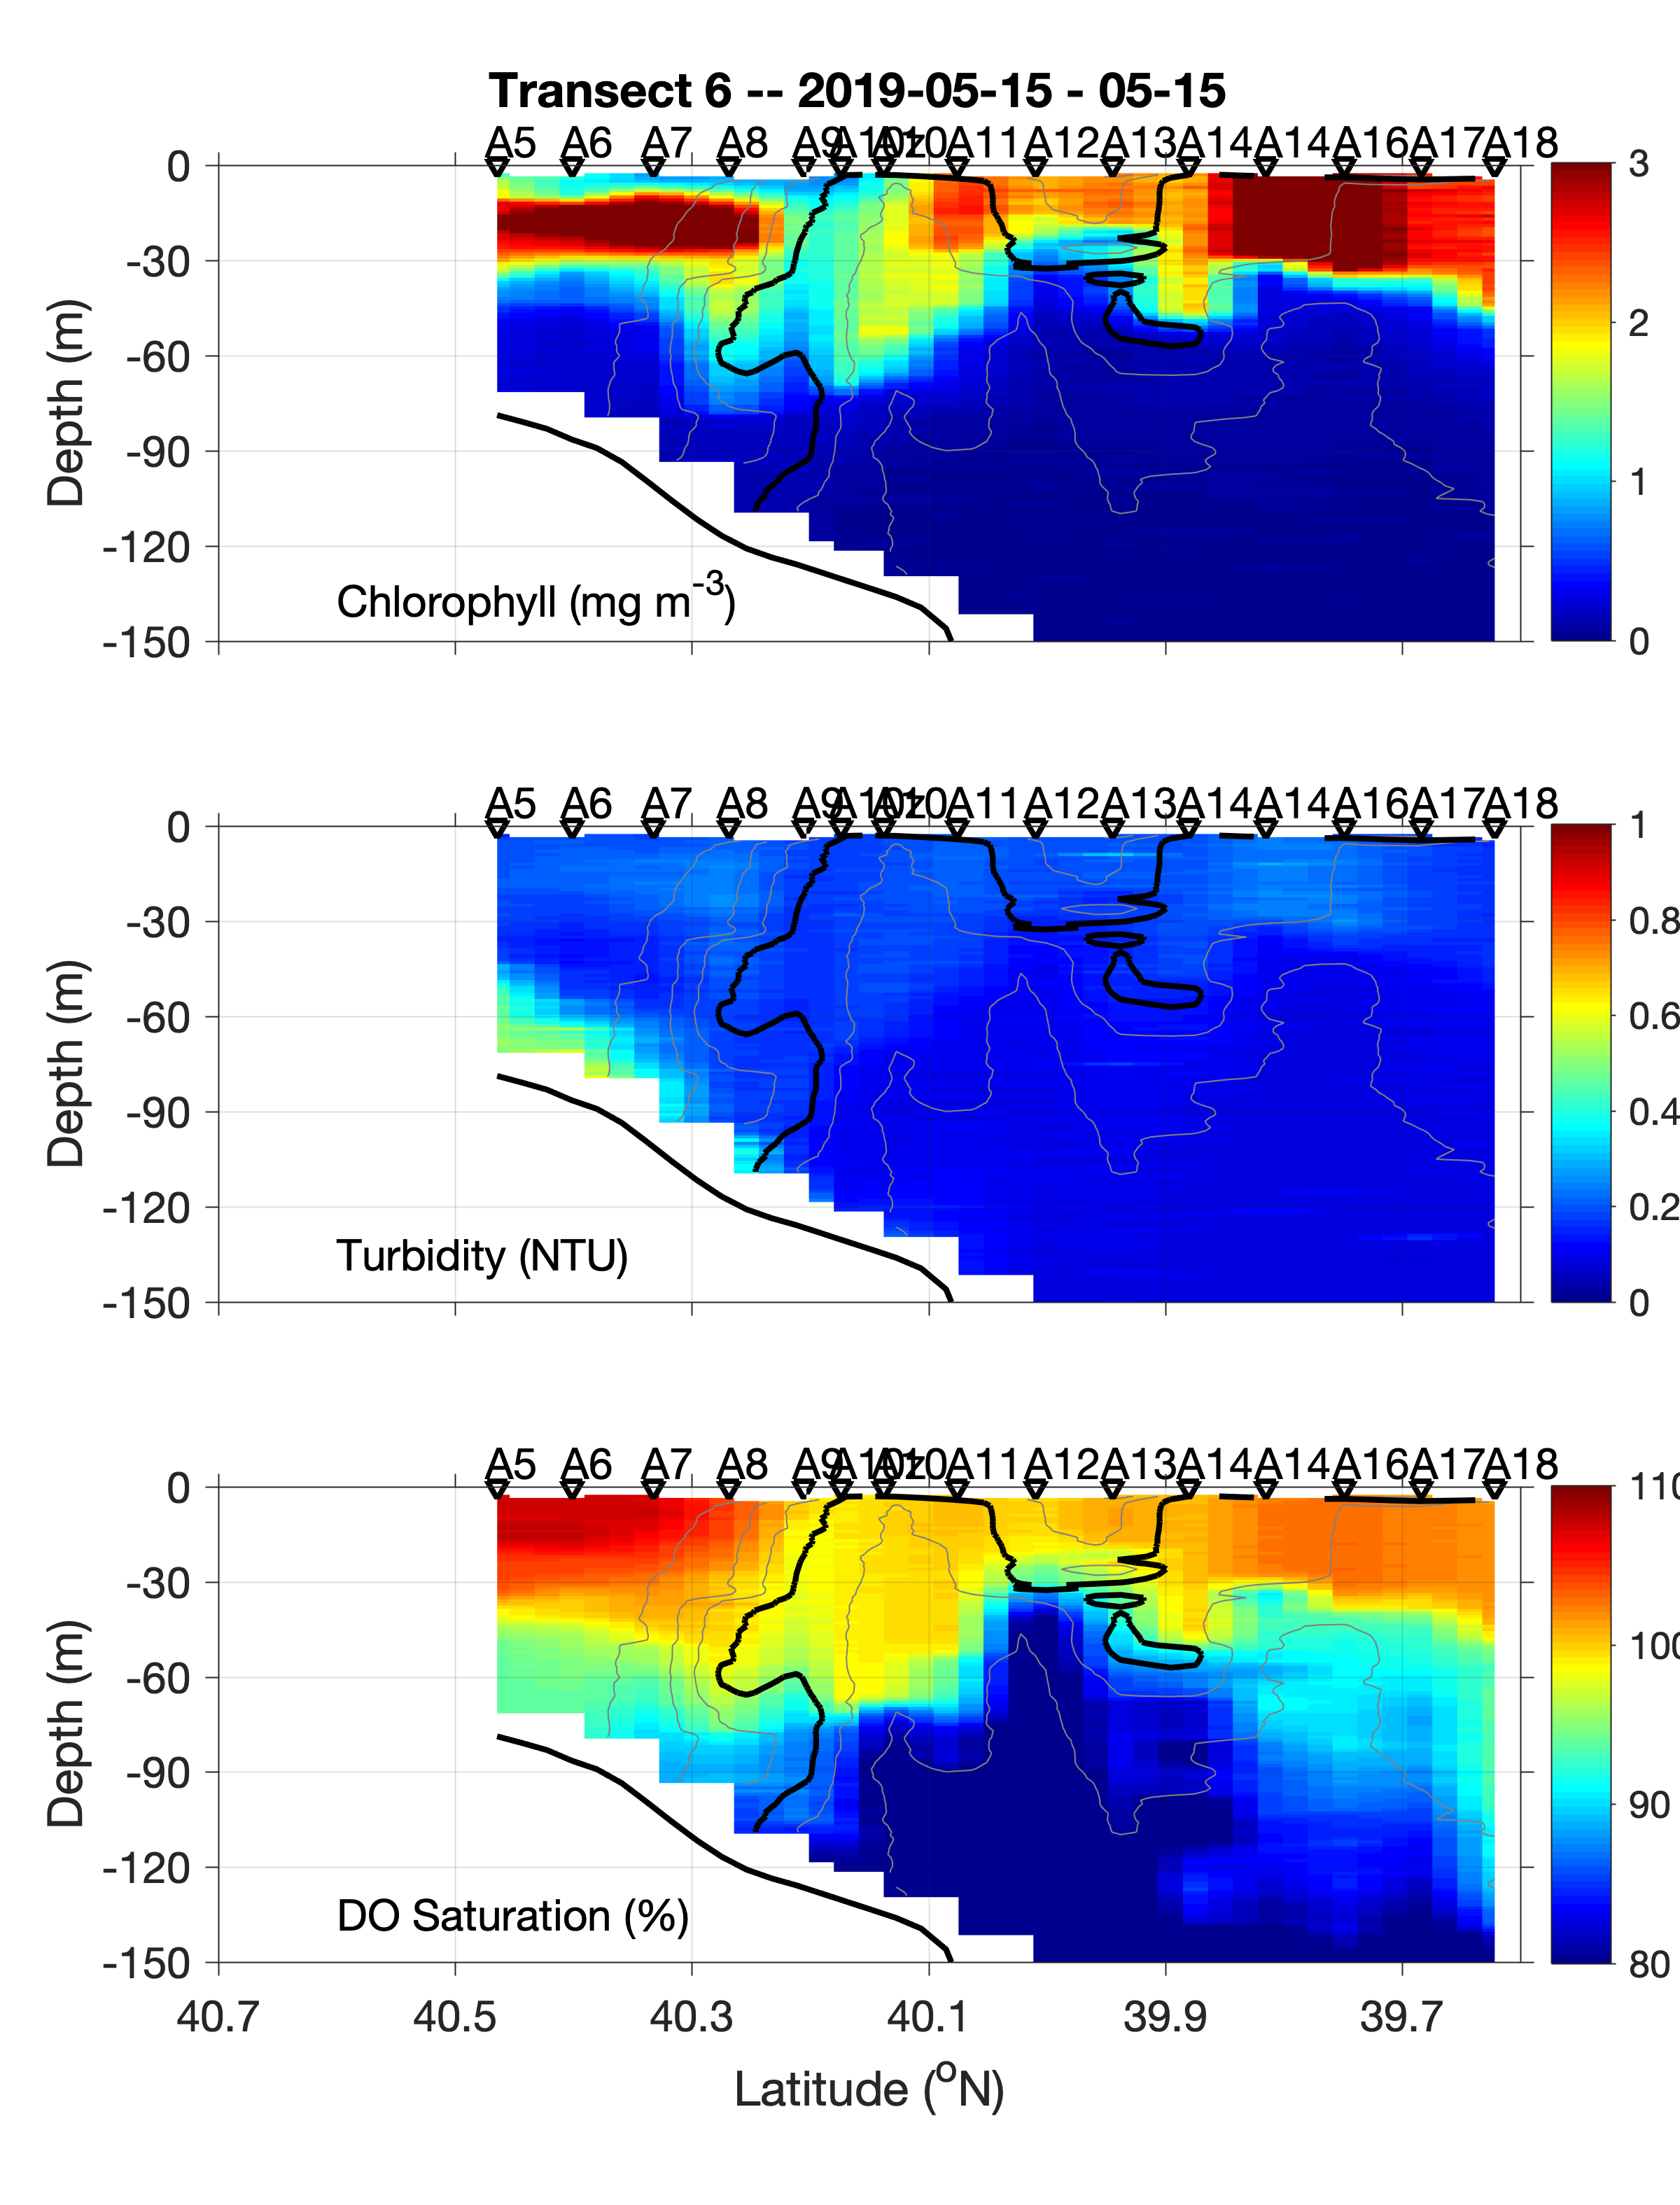 Transect 6 -- 2019-05-15 - 05-15
A5 A6 A7 A8 A9 A10 A11 A12 A13 A14 A14 A16 A17 A18
0
-30
-60
-90
-120
-150
Depth (m)
Chlorophyll (mg m-3)
3
2
1
0
A5 A6 A7 A8 A9 A10 A11 A12 A13 A14 A14 A16 A17 A18
0
-30
-60
-90
-120
-150
Depth (m)
Turbidity (NTU)
1
0.8
0.6
0.4
0.2
0
A5 A6 A7 A8 A9 A10 A11 A12 A13 A14 A14 A16 A17 A18
0
-30
-60
-90
-120
-150
Depth (m)
DO Saturation (%)
110
100
90
80
40.7 40.5 40.3 40.1 39.9 39.7
Latitude (oN)